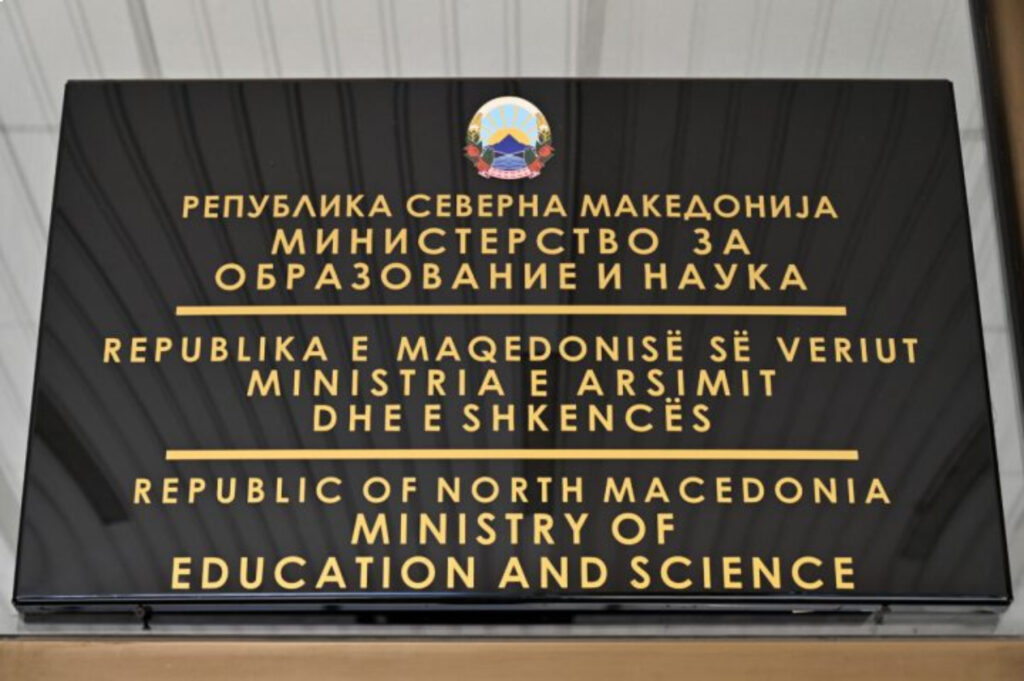 РЕПУБЛИКА СЕВЕРНА МАКЕДОНИЈА
МИНИСТЕРСТВО ЗА
ОБРАЗОВАНИЕ И НАУКА
REPUBLIKA E MAQEDONISË SË VERIUT
MINISTRIA E ARSIMIT
DHE E SHKENCËS
REPUBLIC OF NORTH MACEDONIA
MINISTRY OF
EDUCATION AND SCIENCE